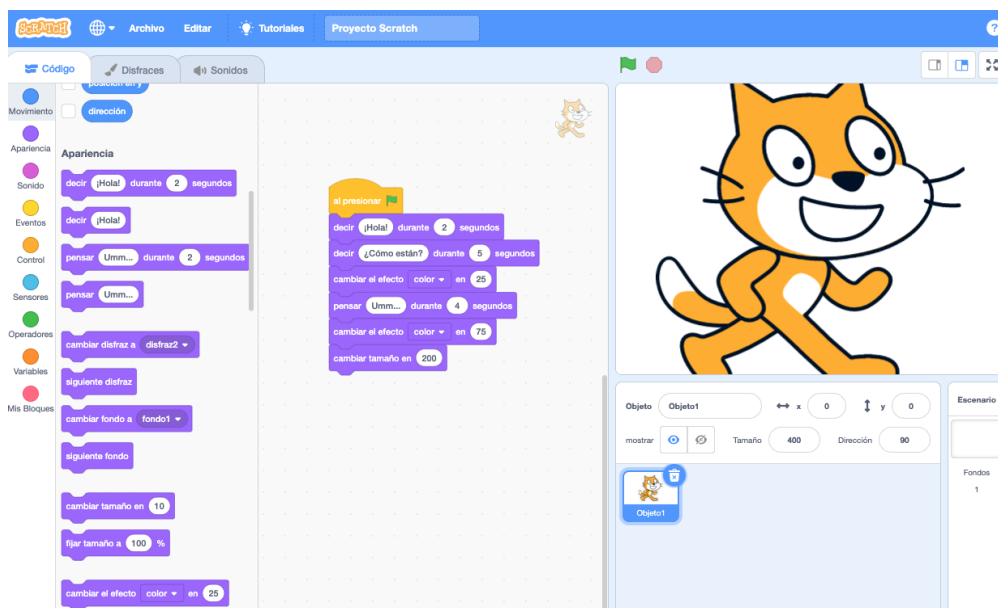 SCRATCH
Archivo
Editar
Tutoriales
Proyecto Scratch
?
Código
Disfraces
Sonidos
Movimiento
Apariencia
Sonido
Eventos
Control
Sensores
Operadores
Variables
Mis Bloques
posición en y
dirección
Apariencia
decir ¡Hola! durante 2 segundos
decir ¡Hola!
pensar Umm... durante 2 segundos
pensar Umm...
cambiar disfraz a disfraz2
siguiente disfraz
cambiar fondo a fondo1
siguiente fondo
cambiar tamaño en 10
fijar tamaño a 100 %
cambiar el efecto color en 25
al presionar
decir ¡Hola! durante 2 segundos
decir ¿Cómo están? durante 5 segundos
cambiar el efecto color en 25
pensar Umm... durante 4 segundos
cambiar el efecto color en 75
cambiar tamaño en 200
Objeto Objeto1 x 0 y 0
mostrar Tamaño 400 Dirección 90
Objeto1
Escenario
Fondos
1